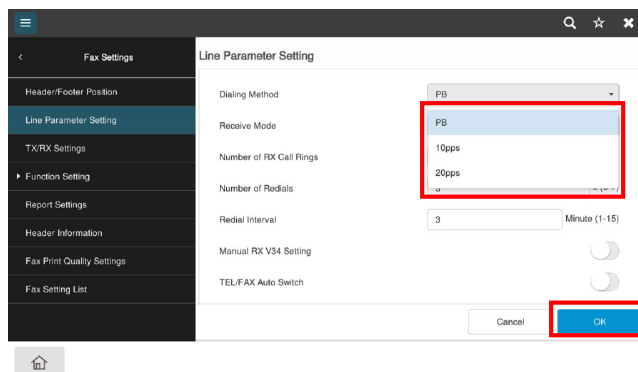 Fax Settings
Line Parameter Setting
Header/Footer Position
Line Parameter Setting
TX/RX Settings
Function Setting
Report Settings
Header Information
Fax Print Quality Settings
Fax Setting List
Dialing Method
PB
Receive Mode
PB
10pps
20pps
Number of RX Call Rings
Number of Redials
Redial Interval
3
Minute (1-15)
Manual RX V34 Setting
TEL/FAX Auto Switch
Cancel
OK